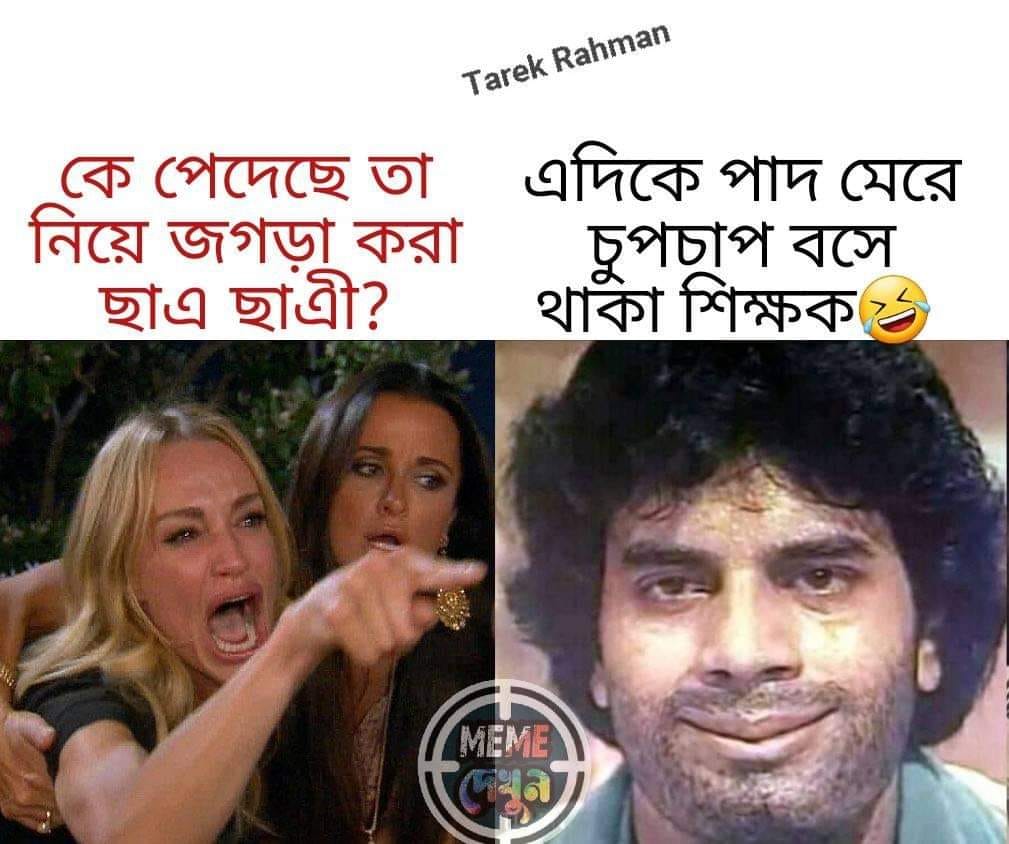 Tarek Rahman
কে পেদেছে তা
নিয়ে জগড়া করা
ছাএ ছাএী?
এদিকে পাদ মেরে
চুপচাপ বসে
থাকা শিক্ষক🤣
MEME
দেখুন